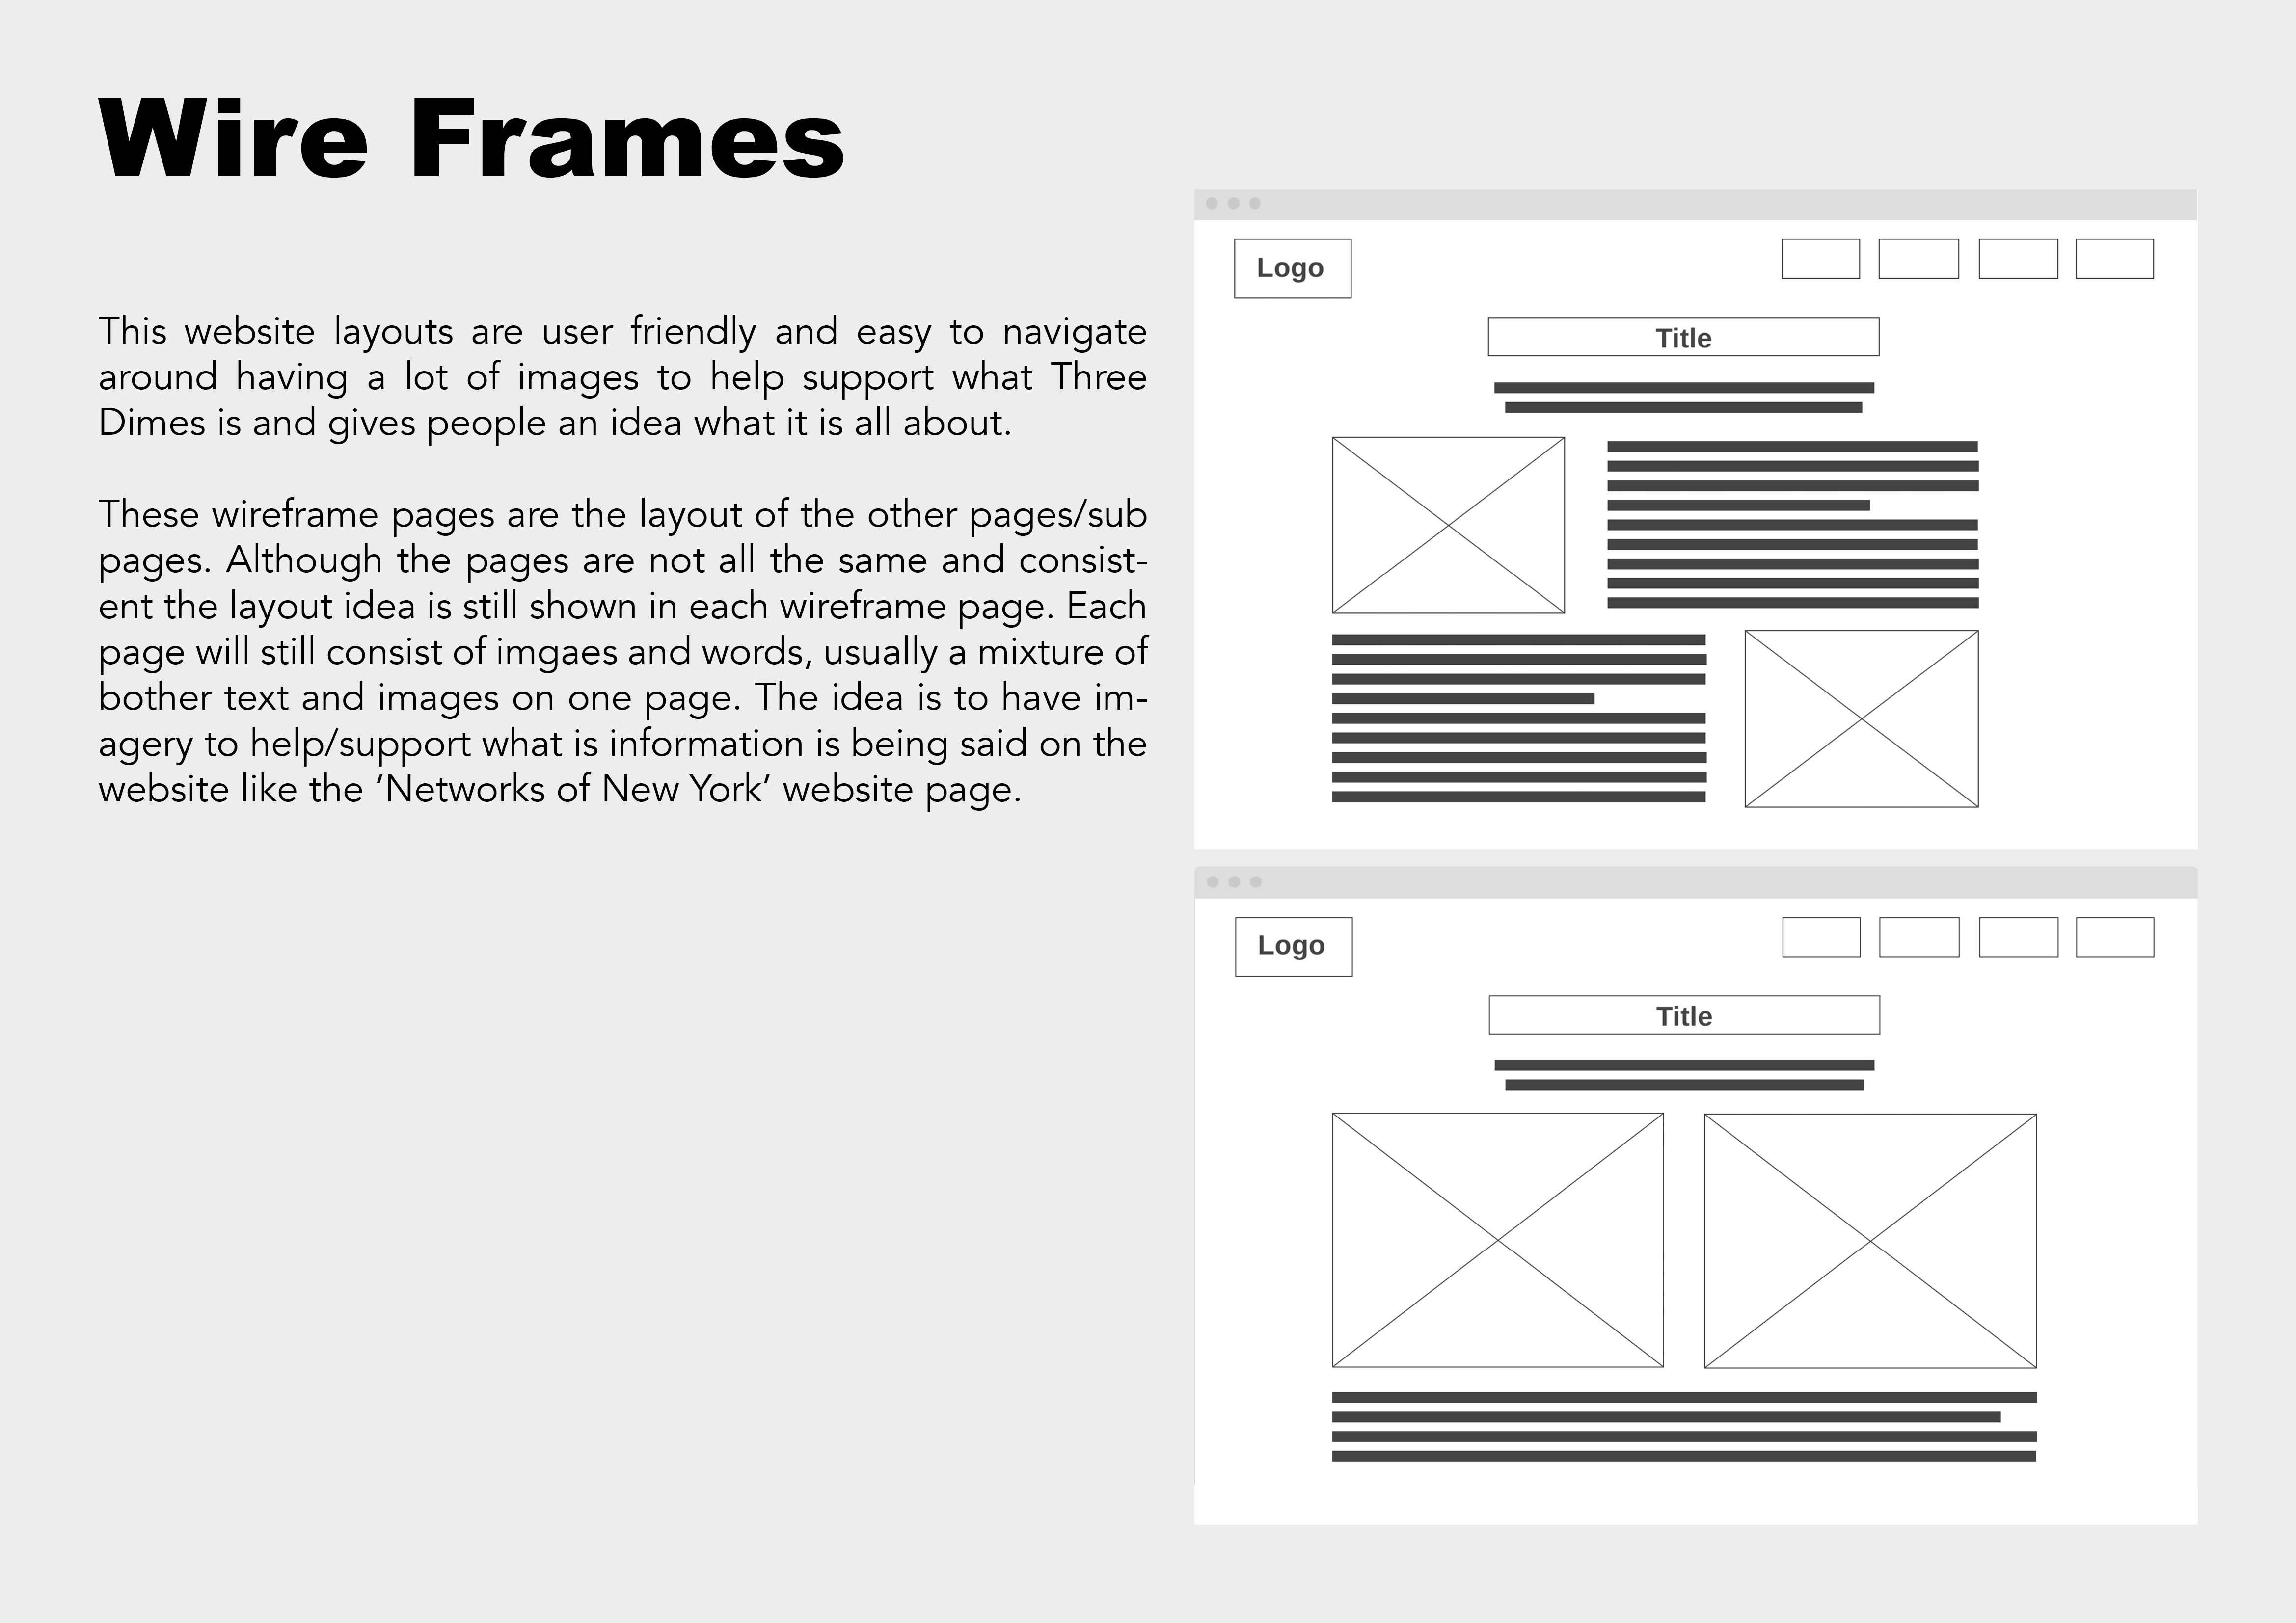 Wire Frames
This website layouts are user friendly and easy to navigate
around having a lot of images to help support what Three
Dimes is and gives people an idea what it is all about.
These wireframe pages are the layout of the other pages/sub
pages. Although the pages are not all the same and consist-
ent the layout idea is still shown in each wireframe page. Each
page will still consist of imgaes and words, usually a mixture of
bother text and images on one page. The idea is to have im-
agery to help/support what is information is being said on the
website like the ‘Networks of New York’ website page.
Logo
Title
Logo
Title